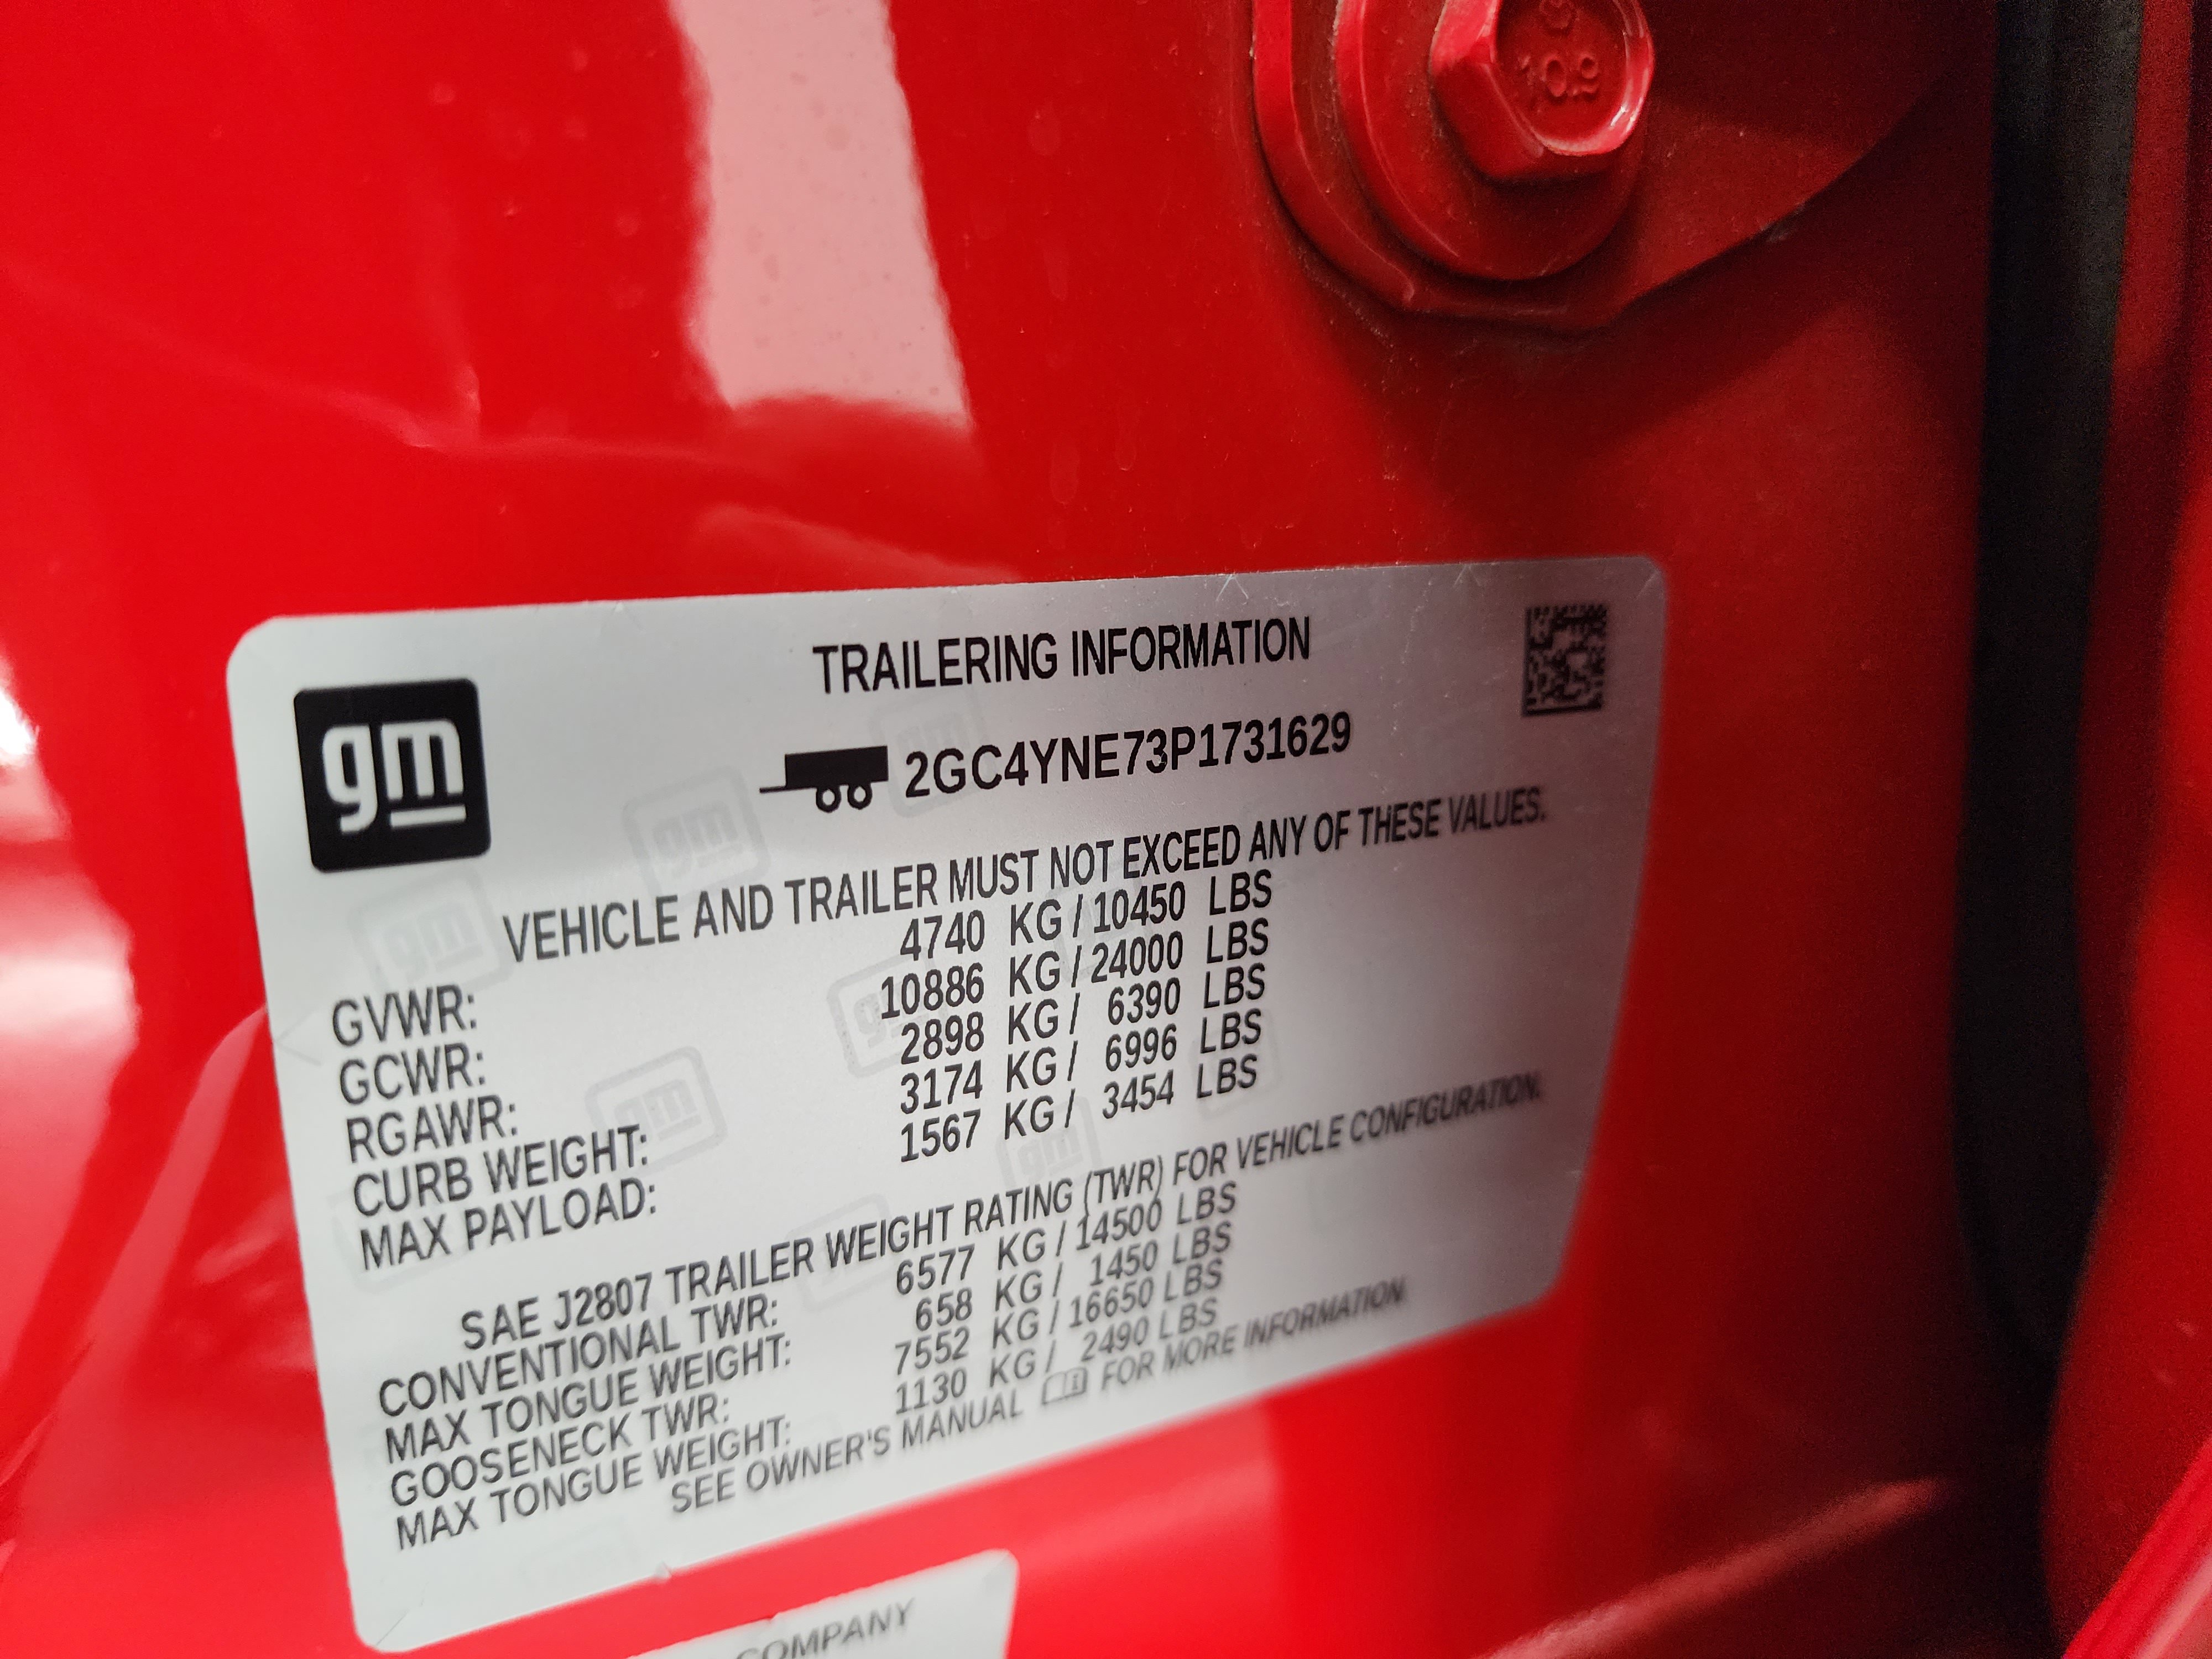 10.9
gm
TRAILERING INFORMATION
2GC4YNE73P1731629
VEHICLE AND TRAILER MUST NOT EXCEED ANY OF THESE VALUES.
GVWR: 4740 KG / 10450 LBS
GCWR: 10886 KG / 24000 LBS
RGAWR: 2898 KG / 6390 LBS
CURB WEIGHT: 3174 KG / 6996 LBS
MAX PAYLOAD: 1567 KG / 3454 LBS
SAE J2807 TRAILER WEIGHT RATING (TWR) FOR VEHICLE CONFIGURATION.
CONVENTIONAL TWR: 6577 KG / 14500 LBS
MAX TONGUE WEIGHT: 658 KG / 1450 LBS
GOOSENECK TWR: 7552 KG / 16650 LBS
MAX TONGUE WEIGHT: 1130 KG / 2490 LBS
SEE OWNER'S MANUAL FOR MORE INFORMATION.
COMPANY